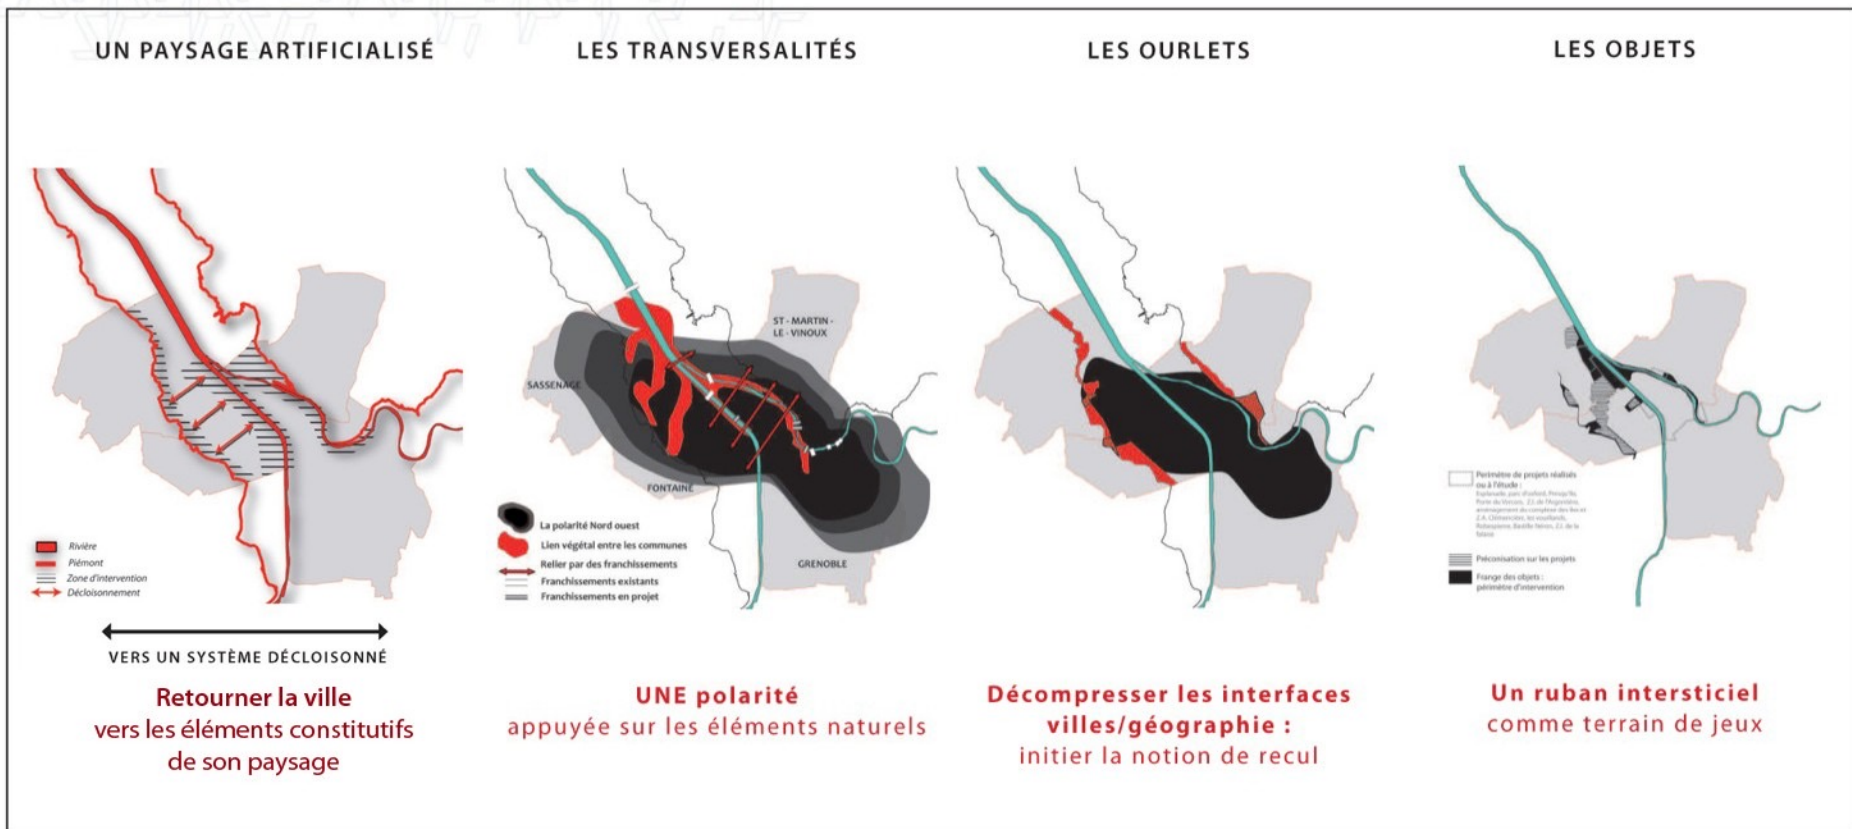 UN PAYSAGE ARTIFICIALISÉ
Rivière
Piémont
Zone d'intervention
Décloisonnement
VERS UN SYSTÈME DÉCLOISONNÉ
Retourner la ville
vers les éléments constitutifs
de son paysage
LES TRANSVERSALITÉS
ST - MARTIN -
LE - VINOUX
SASSENAGE
FONTAINE
GRENOBLE
La polarité Nord ouest
Lien végétal entre les communes
Relier par des franchissements
Franchissements existants
Franchissements en projet
UNE polarité
appuyée sur les éléments naturels
LES OURLETS
Décompresser les interfaces
villes/géographie :
initier la notion de recul
LES OBJETS
Perimètre de projets réalisés
ou à l'étude :
Préconisation sur les projets
Frange des objets :
périmètre d'intervention
Un ruban intersticiel
comme terrain de jeux